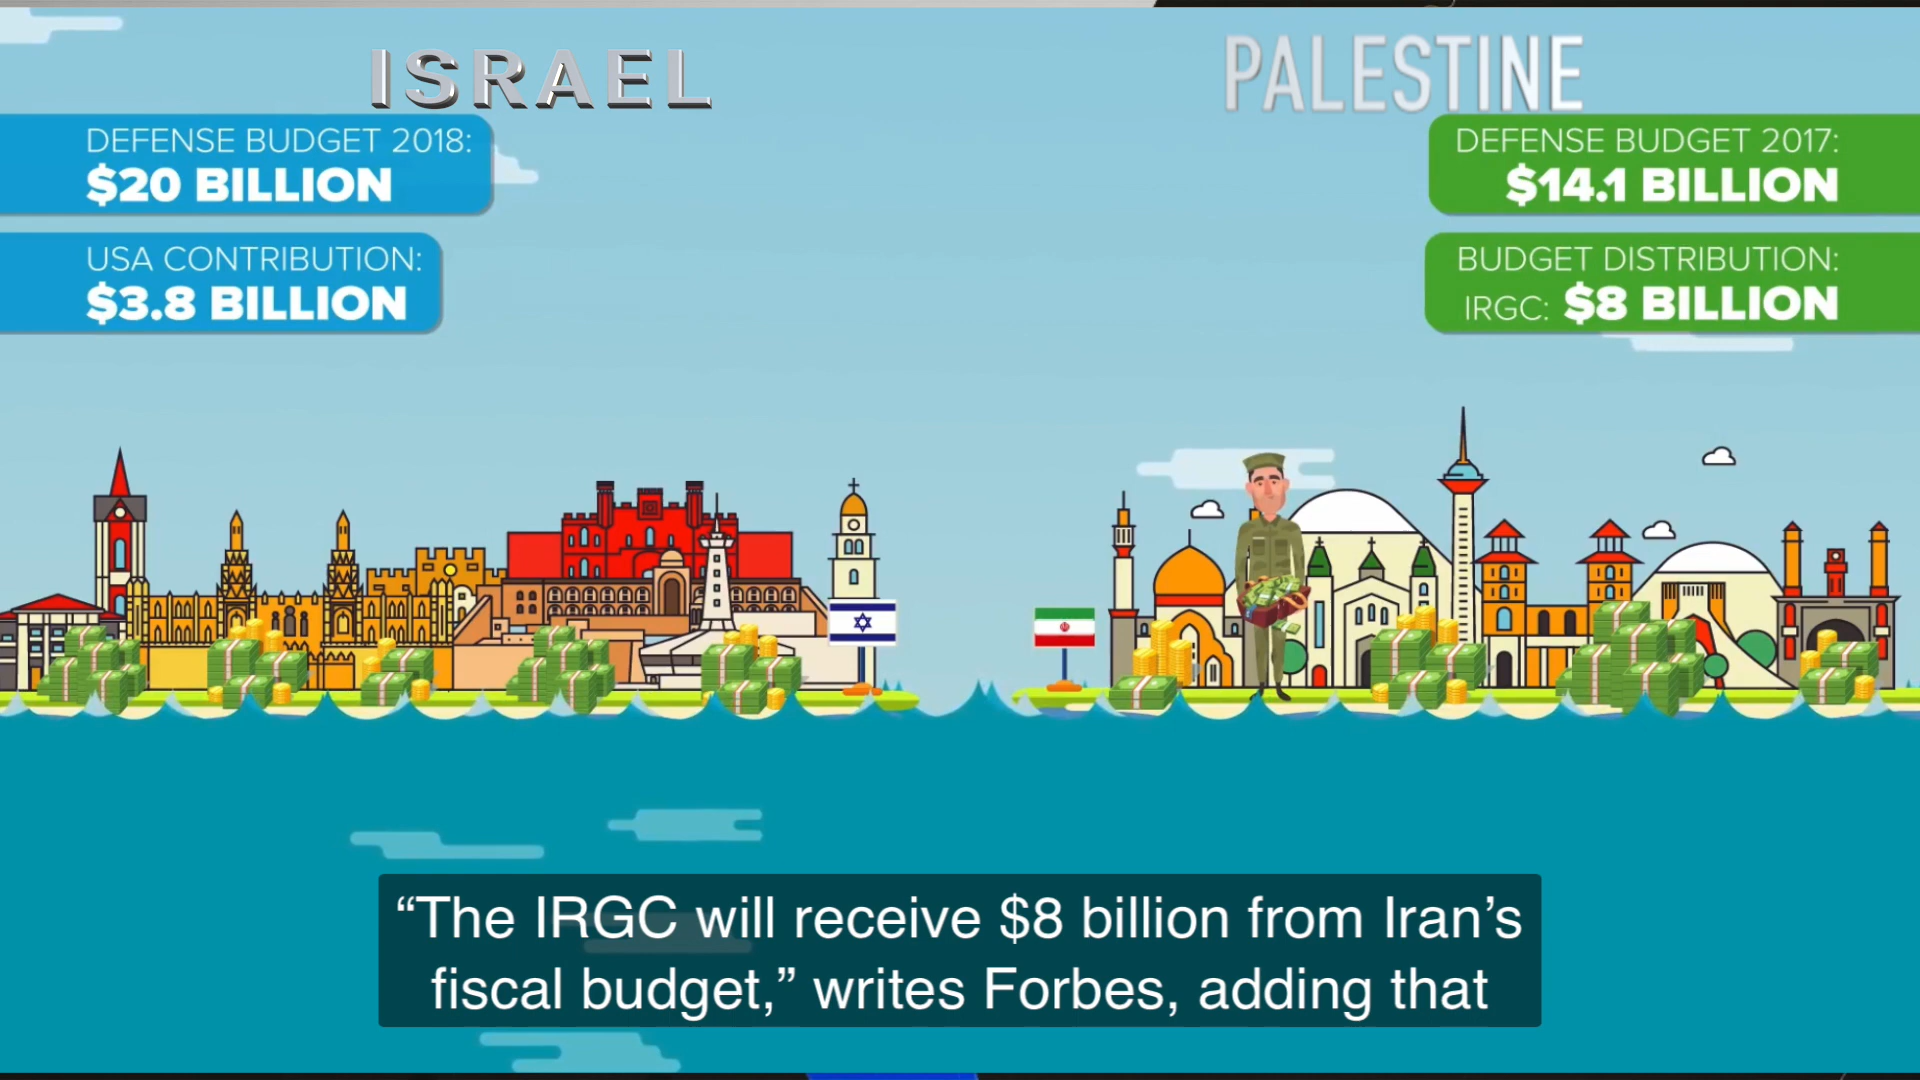 ISRAEL
PALESTINE
DEFENSE BUDGET 2018:
$20 BILLION
USA CONTRIBUTION:
$3.8 BILLION
DEFENSE BUDGET 2017:
$14.1 BILLION
BUDGET DISTRIBUTION:
IRGC: $8 BILLION
“The IRGC will receive $8 billion from Iran’s
fiscal budget,” writes Forbes, adding that